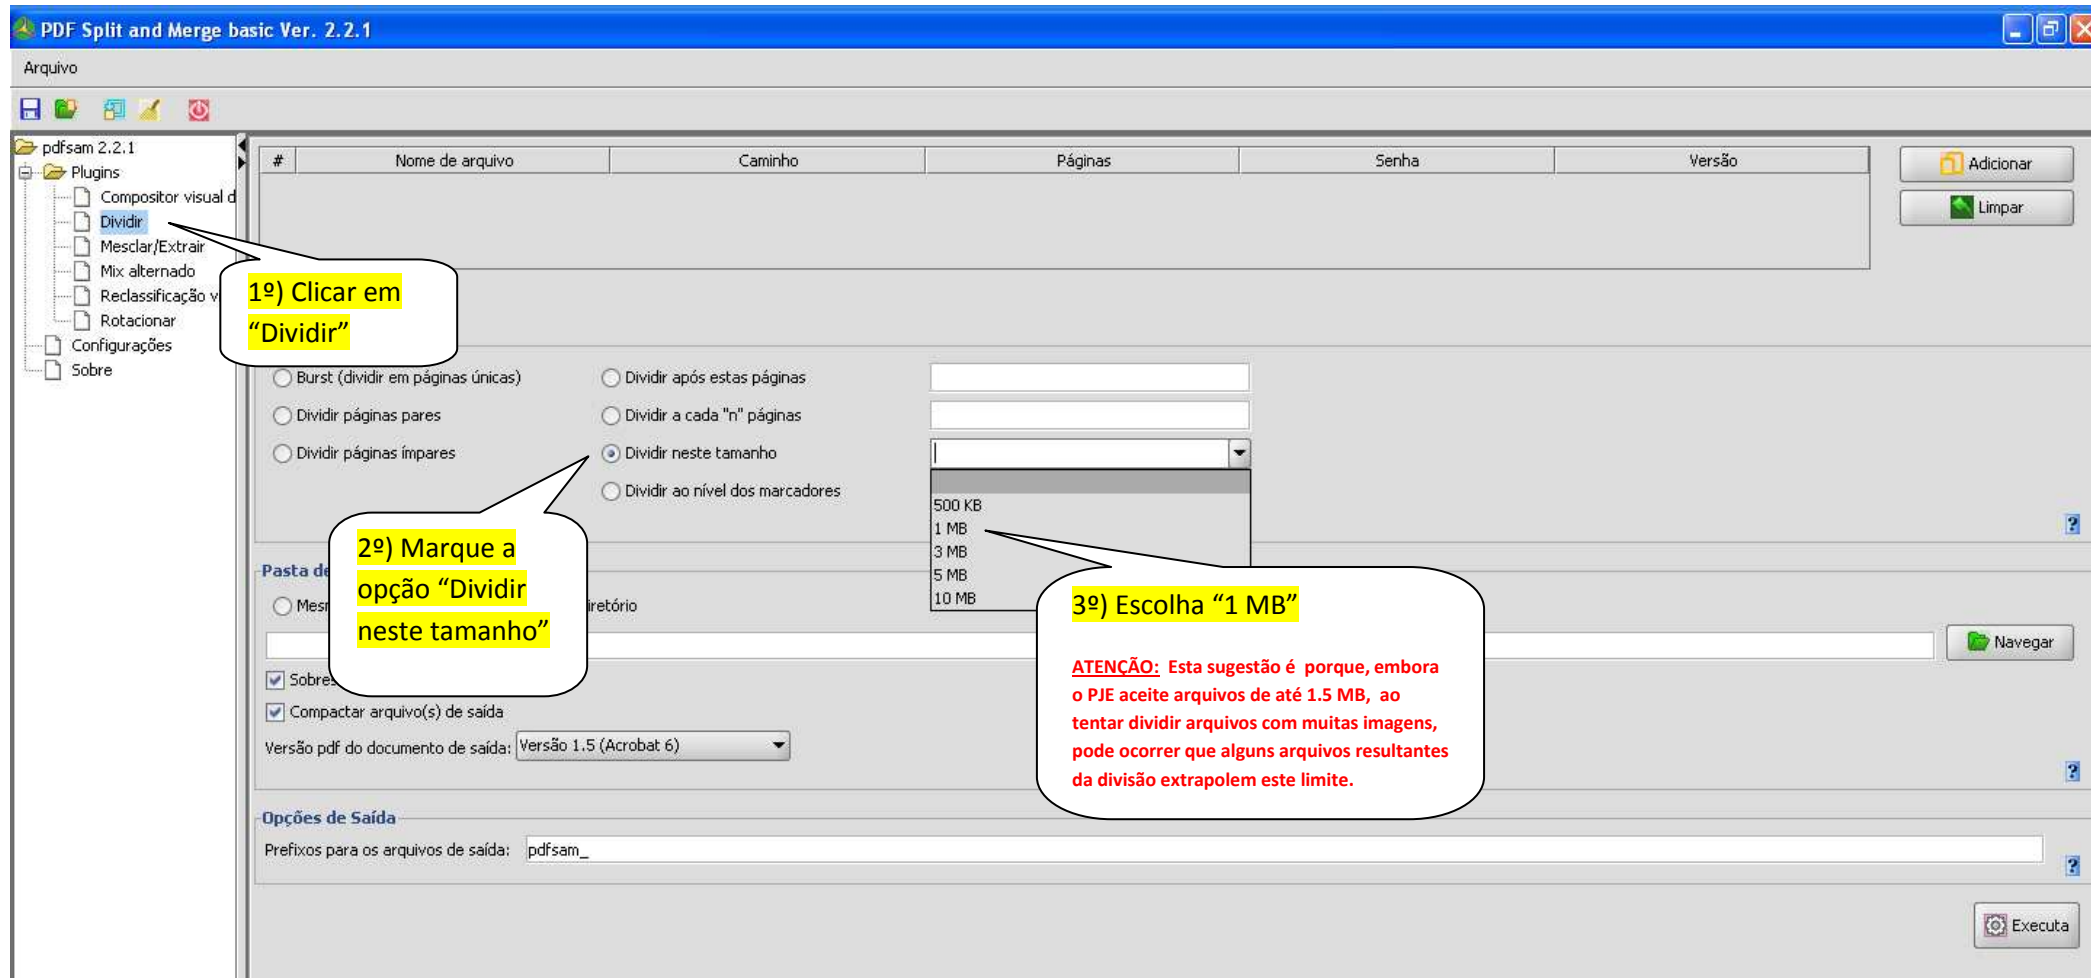 PDF Split and Merge basic Ver. 2.2.1
Arquivo
pdfsam 2.2.1
Plugins
Compositor visual d
Dividir
Mesclar/Extrair
Mix alternado
Reclassificação v
Rotacionar
Configurações
Sobre
# Nome de arquivo Caminho Páginas Senha Versão
Adicionar
Limpar
1º) Clicar em
“Dividir”
Burst (dividir em páginas únicas)
Dividir após estas páginas
Dividir páginas pares
Dividir a cada "n" páginas
Dividir páginas ímpares
Dividir neste tamanho
Dividir ao nível dos marcadores
500 KB
1 MB
3 MB
5 MB
10 MB
?
2º) Marque a
opção “Dividir
neste tamanho”
3º) Escolha “1 MB”
ATENÇÃO: Esta sugestão é porque, embora
o PJE aceite arquivos de até 1.5 MB, ao
tentar dividir arquivos com muitas imagens,
pode ocorrer que alguns arquivos resultantes
da divisão extrapolem este limite.
Pasta de
Mesm
iretório
Navegar
Sobres
Compactar arquivo(s) de saída
Versão pdf do documento de saída: Versão 1.5 (Acrobat 6)
?
Opções de Saída
Prefixos para os arquivos de saída: pdfsam_
?
Executa